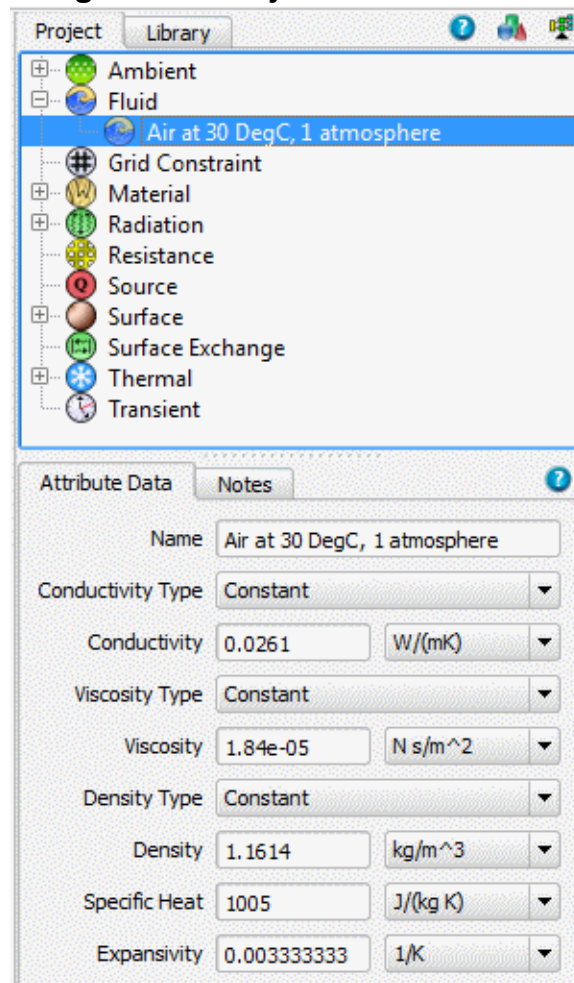 Project Library
Ambient
Fluid
Air at 30 DegC, 1 atmosphere
Grid Constraint
Material
Radiation
Resistance
Source
Surface
Surface Exchange
Thermal
Transient
Attribute Data Notes
Name Air at 30 DegC, 1 atmosphere
Conductivity Type Constant
Conductivity 0.0261 W/(mK)
Viscosity Type Constant
Viscosity 1.84e-05 N s/m^2
Density Type Constant
Density 1.1614 kg/m^3
Specific Heat 1005 J/(kg K)
Expansivity 0.003333333 1/K